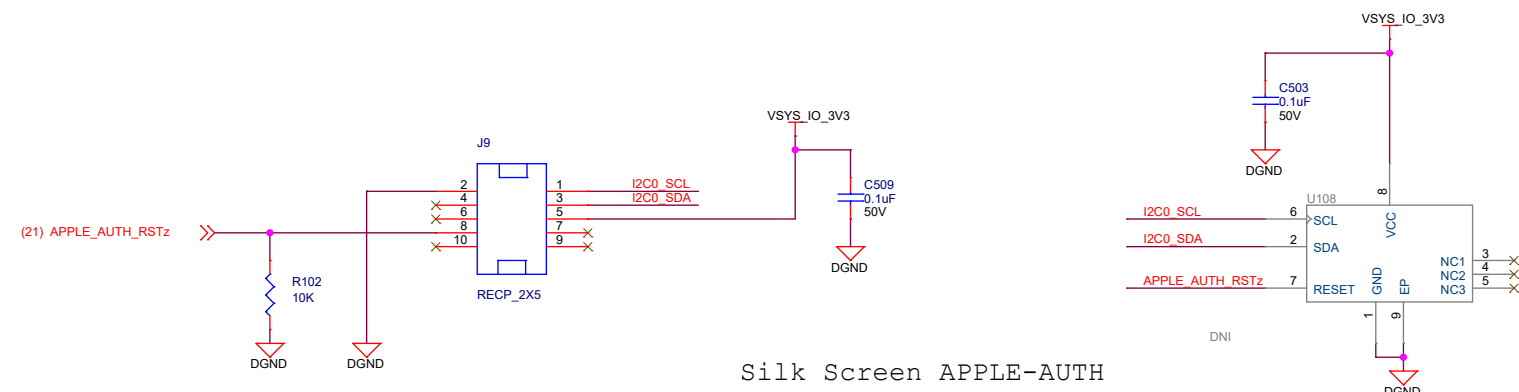 VSYS_IO_3V3
C503
0.1uF
50V
DGND
VSYS_IO_3V3
J9
2 1 I2C0_SCL
4 3 I2C0_SDA
6 5
8 7
10 9
RECP_2X5
C509
0.1uF
50V
DGND
(21) APPLE_AUTH_RSTz
R102
10K
DGND
DGND
U108
8
VCC
I2C0_SCL 6 SCL
I2C0_SDA 2 SDA
APPLE_AUTH_RSTz 7 RESET
NC1 3
NC2 4
NC3 5
GND EP
1 9
DNI
DGND
Silk Screen APPLE-AUTH